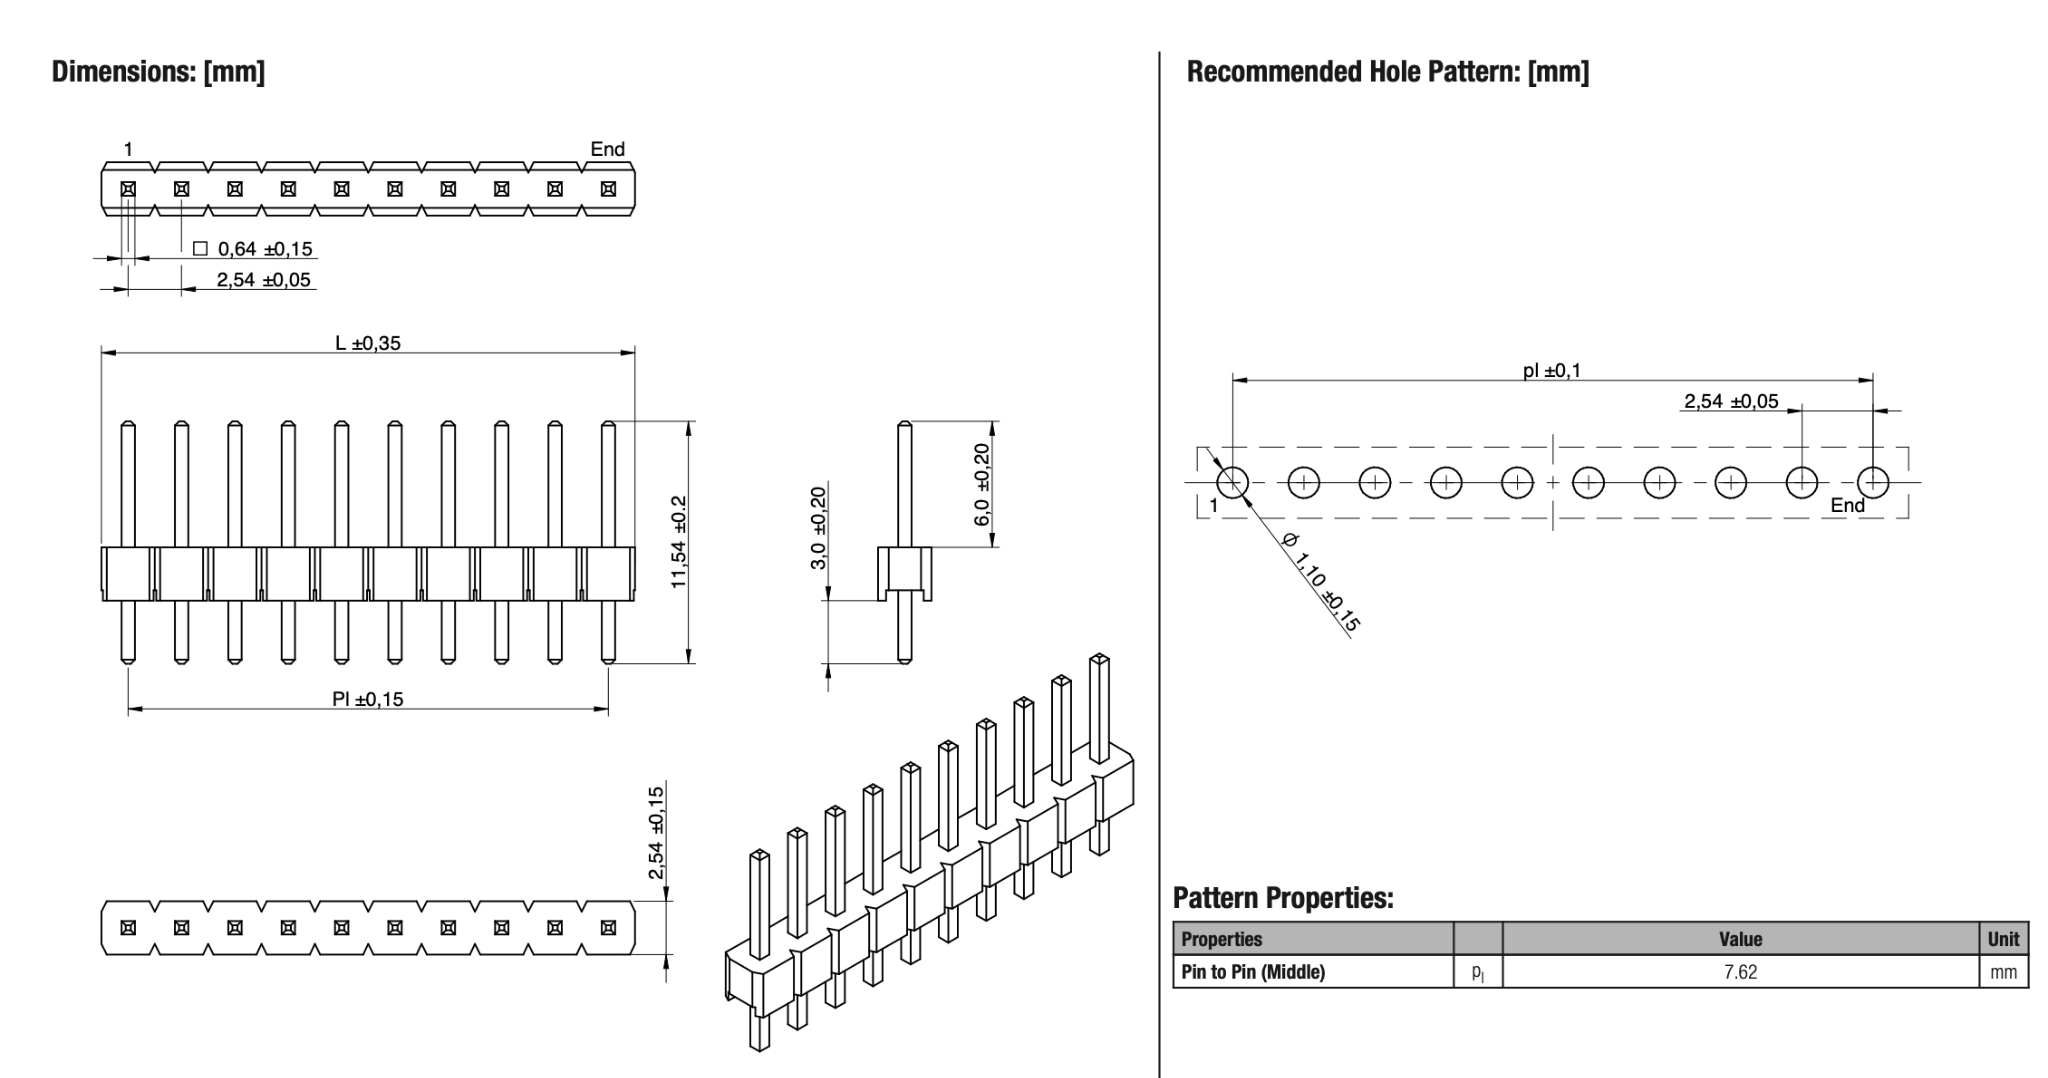 Dimensions: [mm]
1
End
0,64 ±0,15
2,54 ±0,05
L ±0,35
11,54 ±0.2
Pl ±0,15
3,0 ±0,20
6,0 ±0,20
2,54 ±0,15
Recommended Hole Pattern: [mm]
pl ±0,1
2,54 ±0,05
1
End
Ø 1,10 ±0,15
Pattern Properties:
Properties Value Unit
Pin to Pin (Middle) pl 7.62 mm